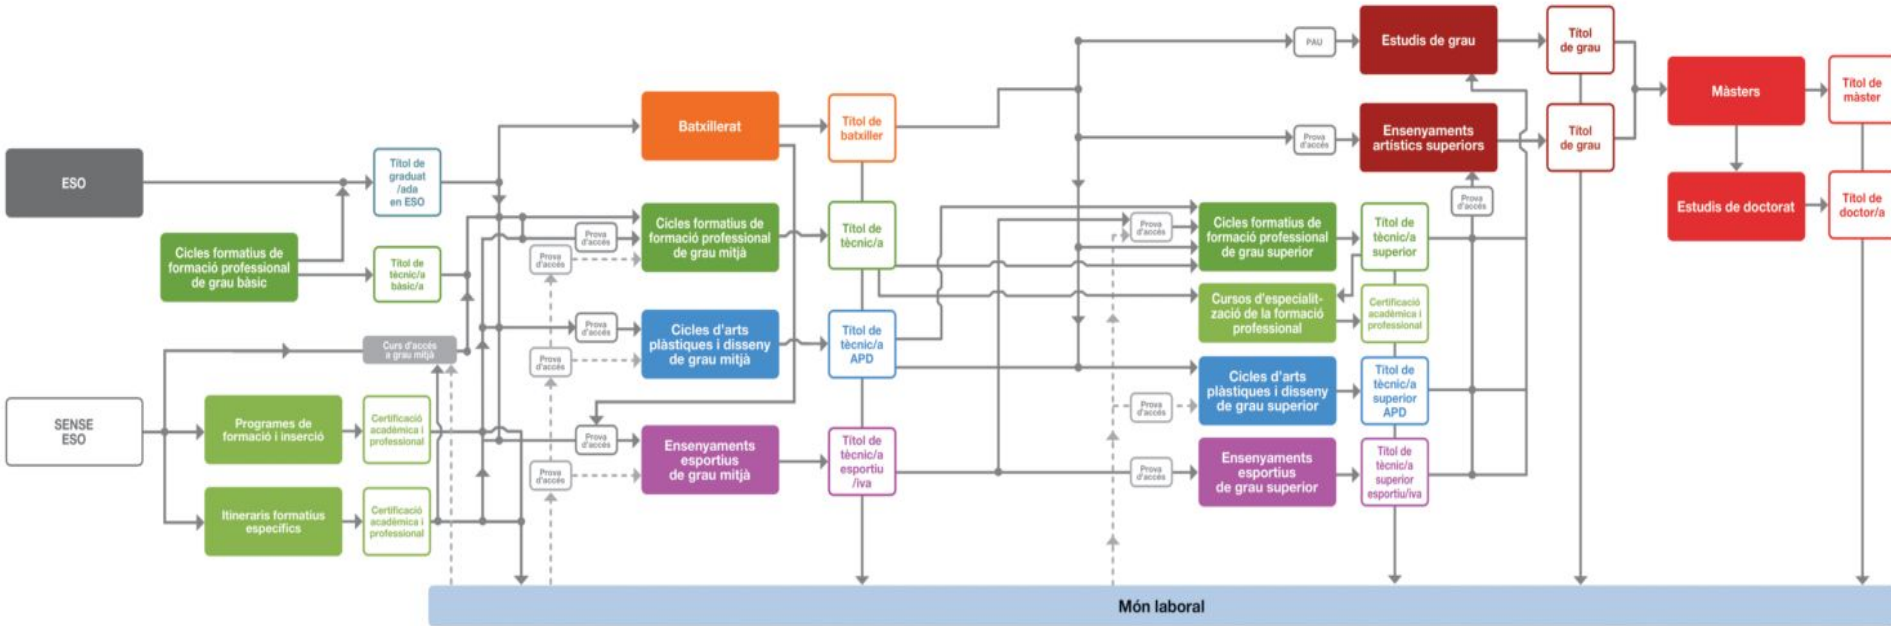 ESO
Títol de
graduat
/ada
en ESO
Cicles formatius de
formació professional
de grau bàsic
Títol de
tècnic/a
bàsic/a
Curs d'accés
a grau mitjà
SENSE
ESO
Programes de
formació i inserció
Certificació
acadèmica i
professional
Itineraris formatius
específics
Certificació
acadèmica i
professional
Batxillerat
Títol de
batxiller
Prova
d'accés
Prova
d'accés
Cicles formatius de
formació professional
de grau mitjà
Títol de
tècnic/a
Prova
d'accés
Prova
d'accés
Cicles d'arts
plàstiques i disseny
de grau mitjà
Títol de
tècnic/a
APD
Prova
d'accés
Prova
d'accés
Ensenyaments
esportius
de grau mitjà
Títol de
tècnic/a
esportiu
/iva
PAU
Estudis de grau
Títol
de grau
Prova
d'accés
Ensenyaments
artístics superiors
Títol
de grau
Prova
d'accés
Prova
d'accés
Cicles formatius de
formació professional
de grau superior
Títol de
tècnic/a
superior
Cursos d'especialit-
zació de la formació
professional
Certificació
acadèmica i
professional
Prova
d'accés
Cicles d'arts
plàstiques i disseny
de grau superior
Títol de
tècnic/a
superior
APD
Prova
d'accés
Ensenyaments
esportius
de grau superior
Títol de
tècnic/a
superior
esportiu/iva
Màsters
Títol de
màster
Estudis de doctorat
Títol de
doctor/a
Món laboral